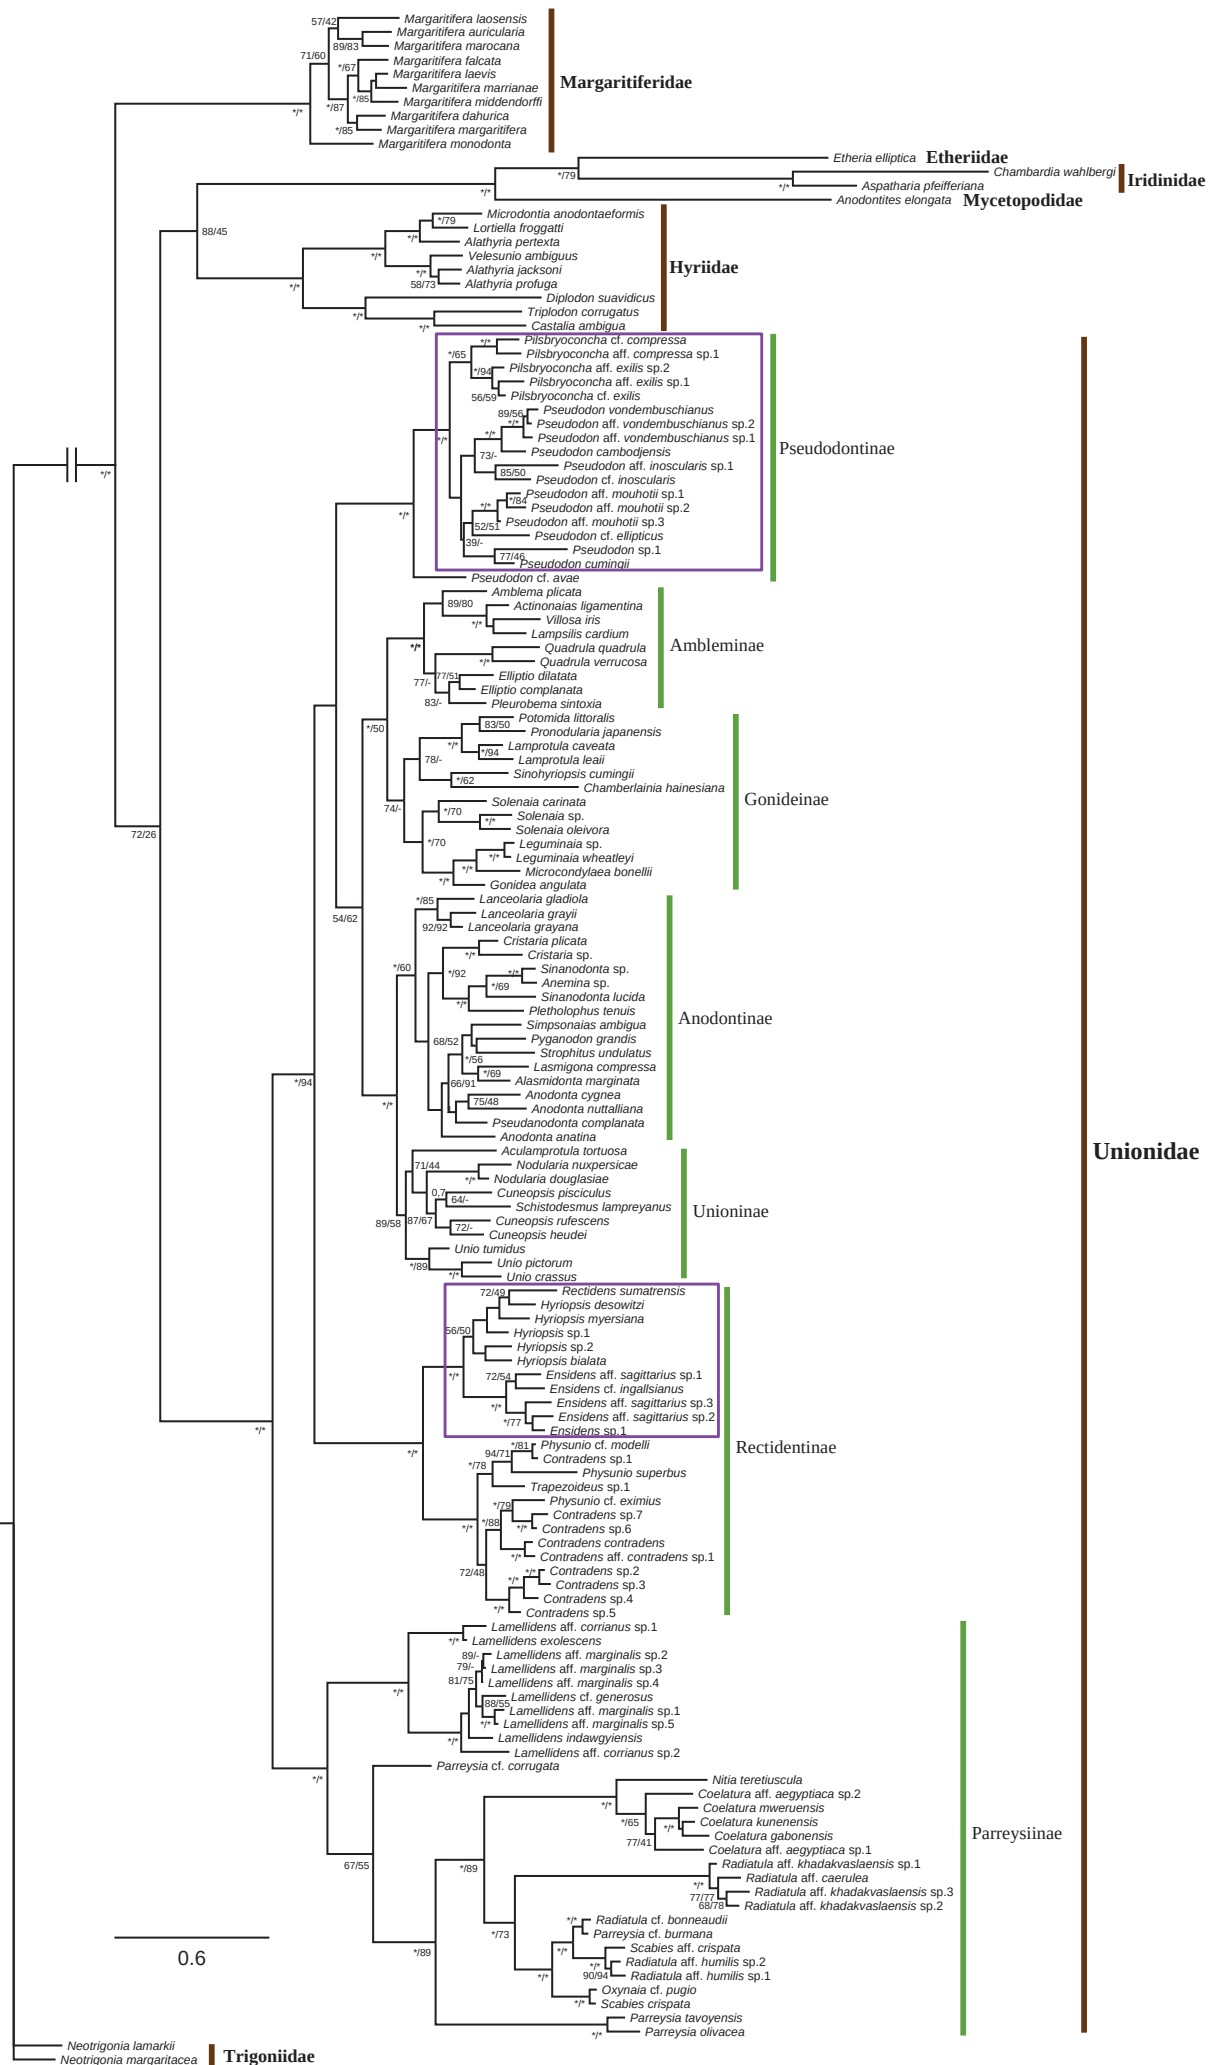 57/42
Margaritifera laosensis
Margaritifera auricularia
89/83
Margaritifera marocana
71/60
Margaritifera falcata
*/67
Margaritifera laevis
Margaritifera marrianae
*/85
Margaritifera middendorffi
*/87
Margaritifera dahurica
*/85
Margaritifera margaritifera
Margaritifera monodonta
*/*
Margaritiferidae
Etheria elliptica Etheriidae
*/79
Chambardia wahlbergi
Iridinidae
*/*
Aspatharia pfeifferiana
*/*
Anodontites elongata Mycetopodidae
88/45
Microdontia anodontaeformis
*/79
Lortiella froggatti
*/*
Alathyria pertexta
*/*
Velesunio ambiguus
*/*
Alathyria jacksoni
58/73
Alathyria profuga
*/*
Diplodon suavidicus
*/*
Triplodon corrugatus
*/*
Castalia ambigua
Hyriidae
*/*
Pilsbryoconcha cf. compressa
*/65
Pilsbryoconcha aff. compressa sp.1
*/94
Pilsbryoconcha aff. exilis sp.2
Pilsbryoconcha aff. exilis sp.1
56/59
Pilsbryoconcha cf. exilis
89/56
Pseudodon vondembuschianus
*/*
Pseudodon aff. vondembuschianus sp.2
*/*
Pseudodon aff. vondembuschianus sp.1
*/*
Pseudodon cambodjensis
73/-
Pseudodon aff. inoscularis sp.1
85/50
Pseudodon cf. inoscularis
Pseudodon aff. mouhotii sp.1
*/84
*/*
Pseudodon aff. mouhotii sp.2
52/51
Pseudodon aff. mouhotii sp.3
39/-
Pseudodon cf. ellipticus
Pseudodon sp.1
77/46
Pseudodon cumingii
*/*
Pseudodon cf. avae
Pseudodontinae
*/*
Amblema plicata
89/80
Actinonaias ligamentina
*/*
Villosa iris
Lampsilis cardium
*/*
Quadrula quadrula
*/*
Quadrula verrucosa
77/-
77/51
Elliptio dilatata
Elliptio complanata
83/-
Pleurobema sintoxia
Ambleminae
*/50
Potomida littoralis
83/50
Pronodularia japanensis
*/*
Lamprotula caveata
*/94
Lamprotula leaii
78/-
Sinohyriopsis cumingii
*/62
Chamberlainia hainesiana
74/-
Solenaia carinata
*/70
Solenaia sp.
*/*
Solenaia oleivora
*/70
Leguminaia sp.
*/*
Leguminaia wheatleyi
*/*
Microcondylaea bonellii
*/*
Gonidea angulata
Gonideinae
72/26
54/62
*/85
Lanceolaria gladiola
Lanceolaria grayii
92/92
Lanceolaria grayana
Cristaria plicata
*/*
Cristaria sp.
*/60
*/92
*/*
Sinanodonta sp.
Anemina sp.
*/69
Sinanodonta lucida
*/*
Pletholophus tenuis
Simpsonaias ambigua
68/52
Pyganodon grandis
Strophitus undulatus
*/56
Lasmigona compressa
*/69
Alasmidonta marginata
66/91
Anodonta cygnea
75/48
Anodonta nuttalliana
Pseudanodonta complanata
Anodonta anatina
Anodontinae
*/94
*/*
Aculamprotula tortuosa
71/44
Nodularia nuxpersicae
*/*
Nodularia douglasiae
0,7
Cuneopsis pisciculus
64/-
Schistodesmus lampreyanus
89/58
87/67
Cuneopsis rufescens
72/-
Cuneopsis heudei
Unio tumidus
*/89
Unio pictorum
*/*
Unio crassus
Unioninae
Unionidae
72/49
Rectidens sumatrensis
Hyriopsis desowitzi
Hyriopsis myersiana
56/50
Hyriopsis sp.1
Hyriopsis sp.2
Hyriopsis bialata
*/*
72/54
Ensidens aff. sagittarius sp.1
Ensidens cf. ingallsianus
*/*
Ensidens aff. sagittarius sp.3
*/77
Ensidens aff. sagittarius sp.2
Ensidens sp.1
*/*
*/*
*/81
Physunio cf. modelli
94/71
Contradens sp.1
*/78
Physunio superbus
Trapezoideus sp.1
*/79
Physunio cf. eximius
Contradens sp.7
*/*
*/88
*/*
Contradens sp.6
Contradens contradens
*/*
Contradens aff. contradens sp.1
72/48
*/*
Contradens sp.2
*/*
Contradens sp.3
Contradens sp.4
*/*
Contradens sp.5
Rectidentinae
Lamellidens aff. corrianus sp.1
*/*
Lamellidens exolescens
89/-
Lamellidens aff. marginalis sp.2
79/-
Lamellidens aff. marginalis sp.3
81/75
Lamellidens aff. marginalis sp.4
*/*
Lamellidens cf. generosus
88/55
Lamellidens aff. marginalis sp.1
*/*
Lamellidens aff. marginalis sp.5
*/*
Lamellidens indawgyiensis
Lamellidens aff. corrianus sp.2
*/*
Parreysia cf. corrugata
Nitia teretiuscula
*/*
Coelatura aff. aegyptiaca sp.2
Coelatura mweruensis
*/65
*/*
Coelatura kunenensis
77/41
Coelatura gabonensis
Coelatura aff. aegyptiaca sp.1
67/55
*/89
Radiatula aff. khadakvaslaensis sp.1
*/*
Radiatula aff. caerulea
77/77
Radiatula aff. khadakvaslaensis sp.3
68/78
Radiatula aff. khadakvaslaensis sp.2
*/73
*/*
Radiatula cf. bonneaudii
Parreysia cf. burmana
*/*
Scabies aff. crispata
*/*
Radiatula aff. humilis sp.2
90/94
Radiatula aff. humilis sp.1
*/*
Oxynaia cf. pugio
*/*
Scabies crispata
*/89
Parreysia tavoyensis
*/*
Parreysia olivacea
Parreysiinae
0.6
Neotrigonia lamarkii
Neotrigonia margaritacea
Trigoniidae